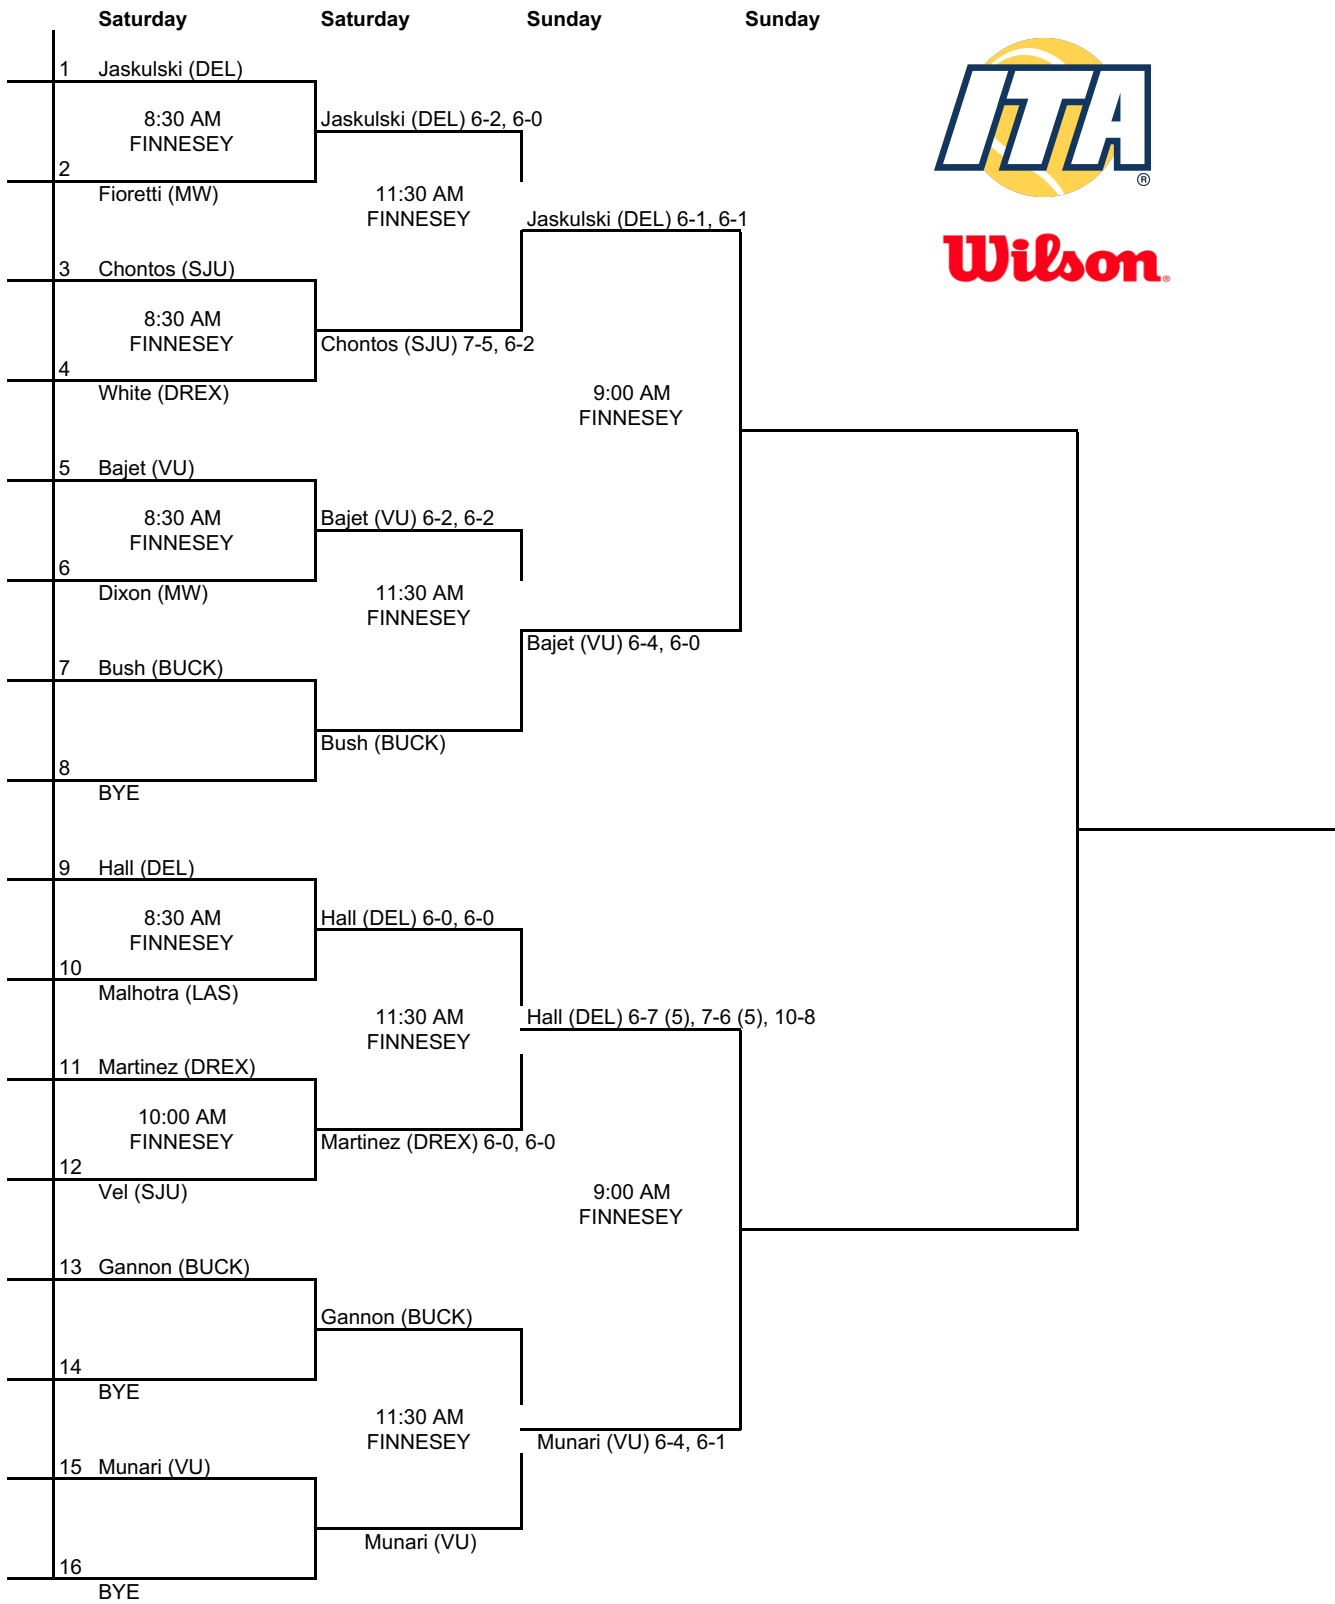 Saturday Saturday Sunday Sunday
1 Jaskulski (DEL)
8:30 AM
FINNESEY
Jaskulski (DEL) 6-2, 6-0
2
Fioretti (MW)
11:30 AM
FINNESEY
Jaskulski (DEL) 6-1, 6-1
3 Chontos (SJU)
8:30 AM
FINNESEY
Chontos (SJU) 7-5, 6-2
4
White (DREX)
9:00 AM
FINNESEY
5 Bajet (VU)
8:30 AM
FINNESEY
Bajet (VU) 6-2, 6-2
6
Dixon (MW)
11:30 AM
FINNESEY
Bajet (VU) 6-4, 6-0
7 Bush (BUCK)
Bush (BUCK)
8
BYE
9 Hall (DEL)
8:30 AM
FINNESEY
Hall (DEL) 6-0, 6-0
10
Malhotra (LAS)
11:30 AM
FINNESEY
Hall (DEL) 6-7 (5), 7-6 (5), 10-8
11 Martinez (DREX)
10:00 AM
FINNESEY
Martinez (DREX) 6-0, 6-0
12
Vel (SJU)
9:00 AM
FINNESEY
13 Gannon (BUCK)
Gannon (BUCK)
14
BYE
11:30 AM
FINNESEY
Munari (VU) 6-4, 6-1
15 Munari (VU)
Munari (VU)
16
BYE
ITA®
Wilson®